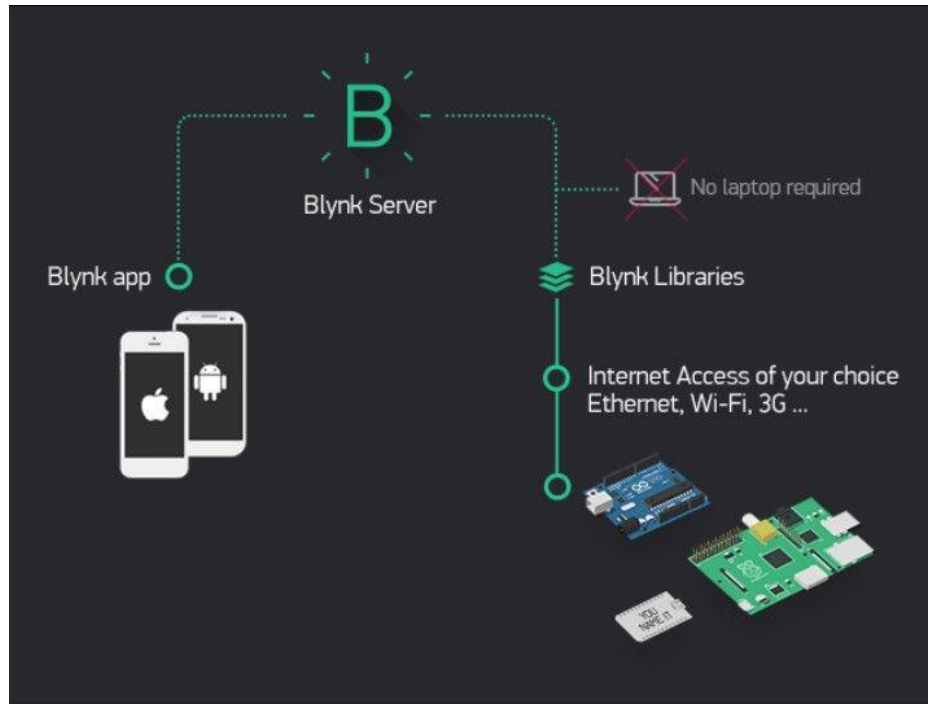 B
Blynk Server
No laptop required
Blynk app
Blynk Libraries
Internet Access of your choice
Ethernet, Wi-Fi, 3G ...
YOU
NAME IT